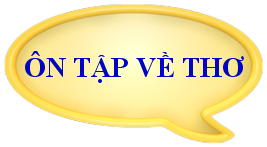 ÔN TẬP VỀ THƠ